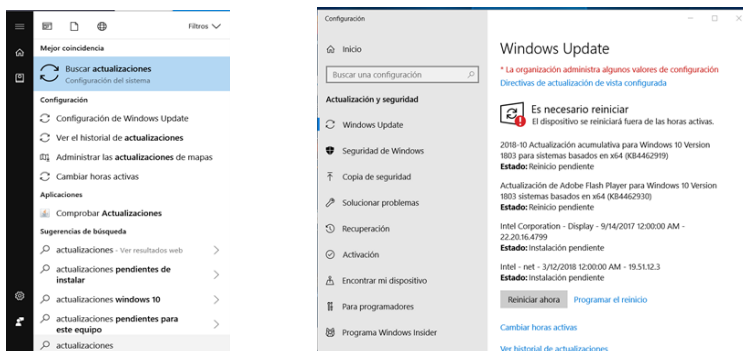 Filtros
Mejor coincidencia
Buscar actualizaciones
Configuración del sistema
Configuración
Configuración de Windows Update
Ver el historial de actualizaciones
Administrar las actualizaciones de mapas
Cambiar horas activas
Aplicaciones
Comprobar Actualizaciones
Sugerencias de búsqueda
actualizaciones - Ver resultados web
actualizaciones pendientes de
instalar
actualizaciones windows 10
actualizaciones pendientes para
este equipo
actualizaciones
Configuración
Inicio
Buscar una configuración
Actualización y seguridad
Windows Update
Seguridad de Windows
Copia de seguridad
Solucionar problemas
Recuperación
Activación
Encontrar mi dispositivo
Para programadores
Programa Windows Insider
Windows Update
* La organización administra algunos valores de configuración
Directivas de actualización de vista configurada
Es necesario reiniciar
El dispositivo se reiniciará fuera de las horas activas.
2018-10 Actualización acumulativa para Windows 10 Version
1803 para sistemas basados en x64 (KB4462919)
Estado: Reinicio pendiente
Actualización de Adobe Flash Player para Windows 10 Version
1803 sistemas basados en x64 (KB4462930)
Estado: Reinicio pendiente
Intel Corporation - Display - 9/14/2017 12:00:00 AM -
22.20.16.4799
Estado: Instalación pendiente
Intel - net - 3/12/2018 12:00:00 AM - 19.51.12.3
Estado: Instalación pendiente
Reiniciar ahora Programar el reinicio
Cambiar horas activas
Ver historial de actualizaciones